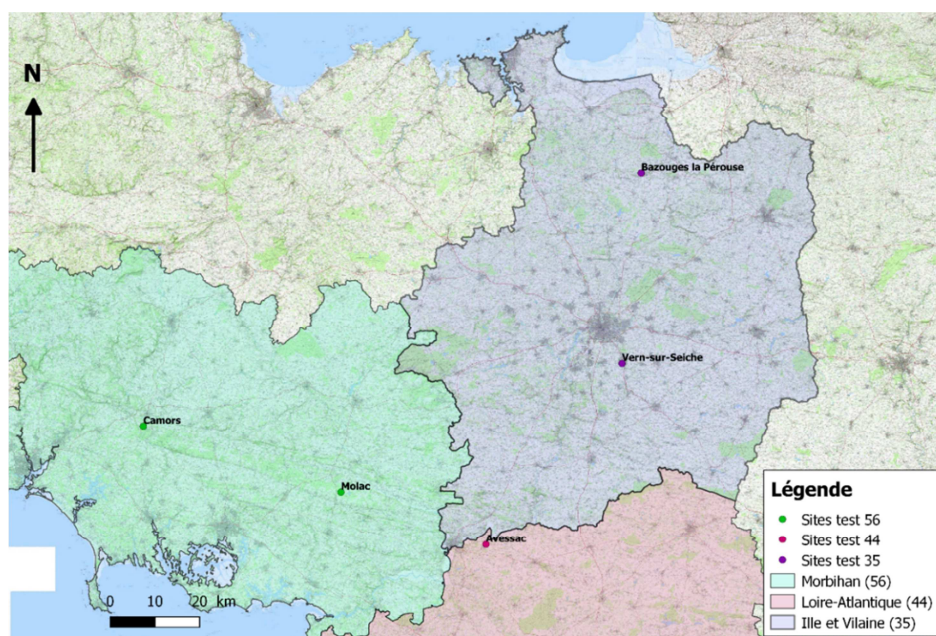 N
Bazouges la Pérouse
Vern-sur-Seiche
Camors
Molac
Avessac
0 10 20 km
Légende
Sites test 56
Sites test 44
Sites test 35
Morbihan (56)
Loire-Atlantique (44)
Ille et Vilaine (35)